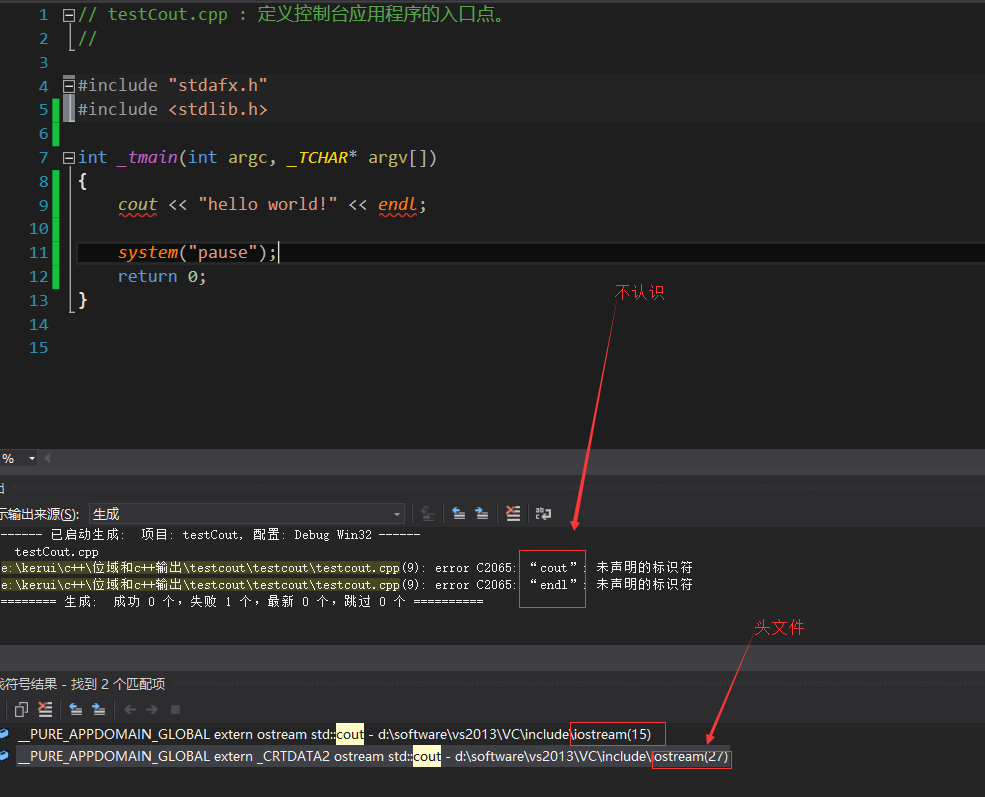 1 // testCout.cpp : 定义控制台应用程序的入口点。
2 //
3
4 #include "stdafx.h"
5 #include <stdlib.h>
6
7 int _tmain(int argc, _TCHAR* argv[])
8 {
9 cout << "hello world!" << endl;
10
11 system("pause");
12 return 0;
13 }
14
15
不认识
%
出
示输出来源(S): 生成
------ 已启动生成: 项目: testCout, 配置: Debug Win32 ------
testCout.cpp
e:\kerui\c++\位域和c++输出\testcout\testcout\testcout.cpp(9): error C2065: “cout”: 未声明的标识符
e:\kerui\c++\位域和c++输出\testcout\testcout\testcout.cpp(9): error C2065: “endl”: 未声明的标识符
======== 生成: 成功 0 个，失败 1 个，最新 0 个，跳过 0 个 ==========
头文件
找符号结果 - 找到 2 个匹配项
__PURE_APPDOMAIN_GLOBAL extern ostream std::cout - d:\software\vs2013\VC\include\iostream(15)
__PURE_APPDOMAIN_GLOBAL extern _CRTDATA2 ostream std::cout - d:\software\vs2013\VC\include\ostream(27)